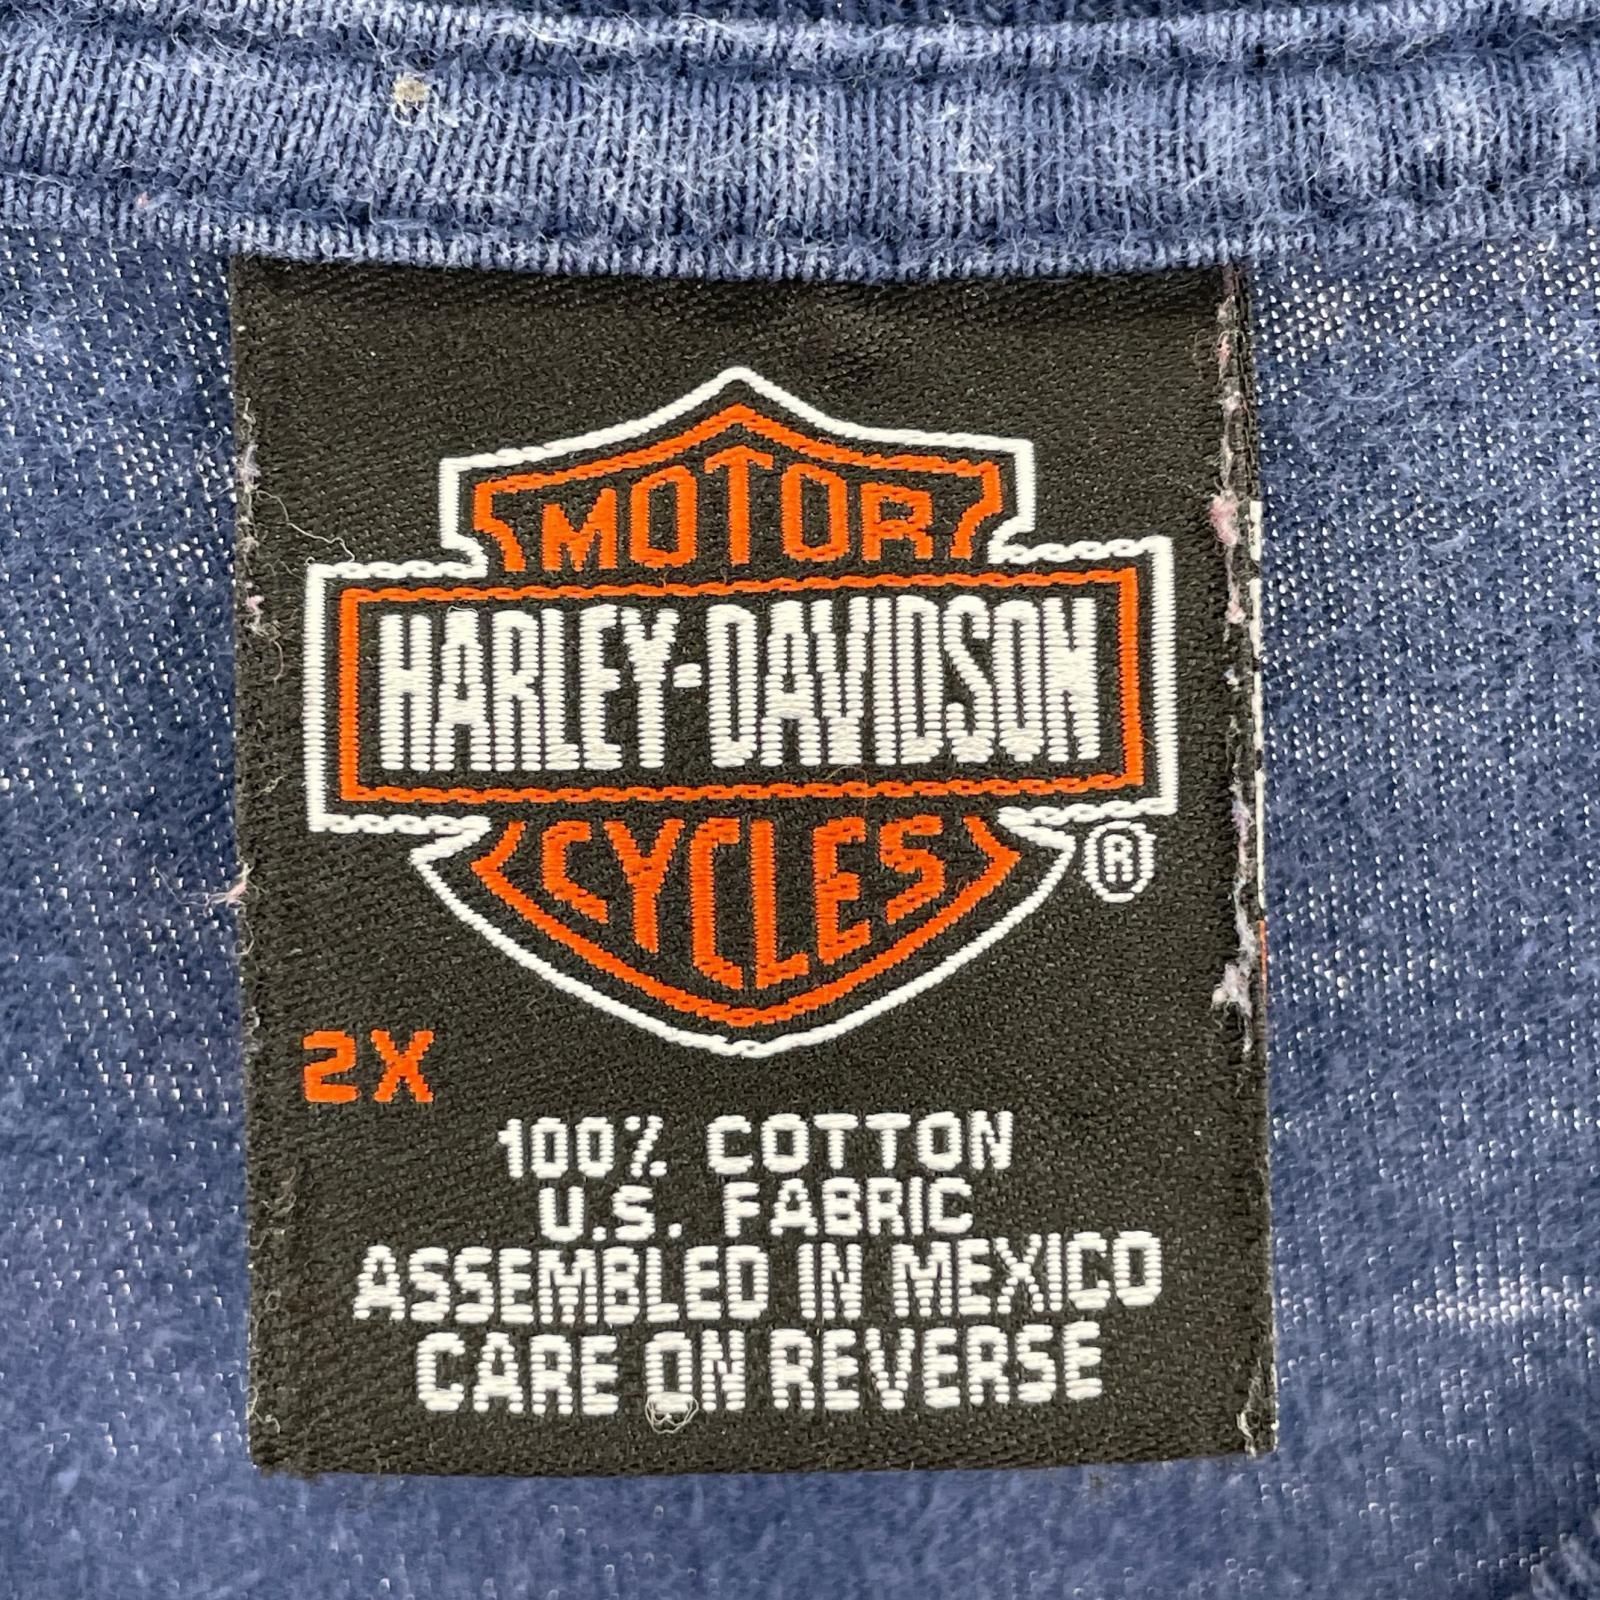 MOTOR
HARLEY-DAVIDSON
CYCLES
®
2X
100% COTTON
U.S. FABRIC
ASSEMBLED IN MEXICO
CARE ON REVERSE